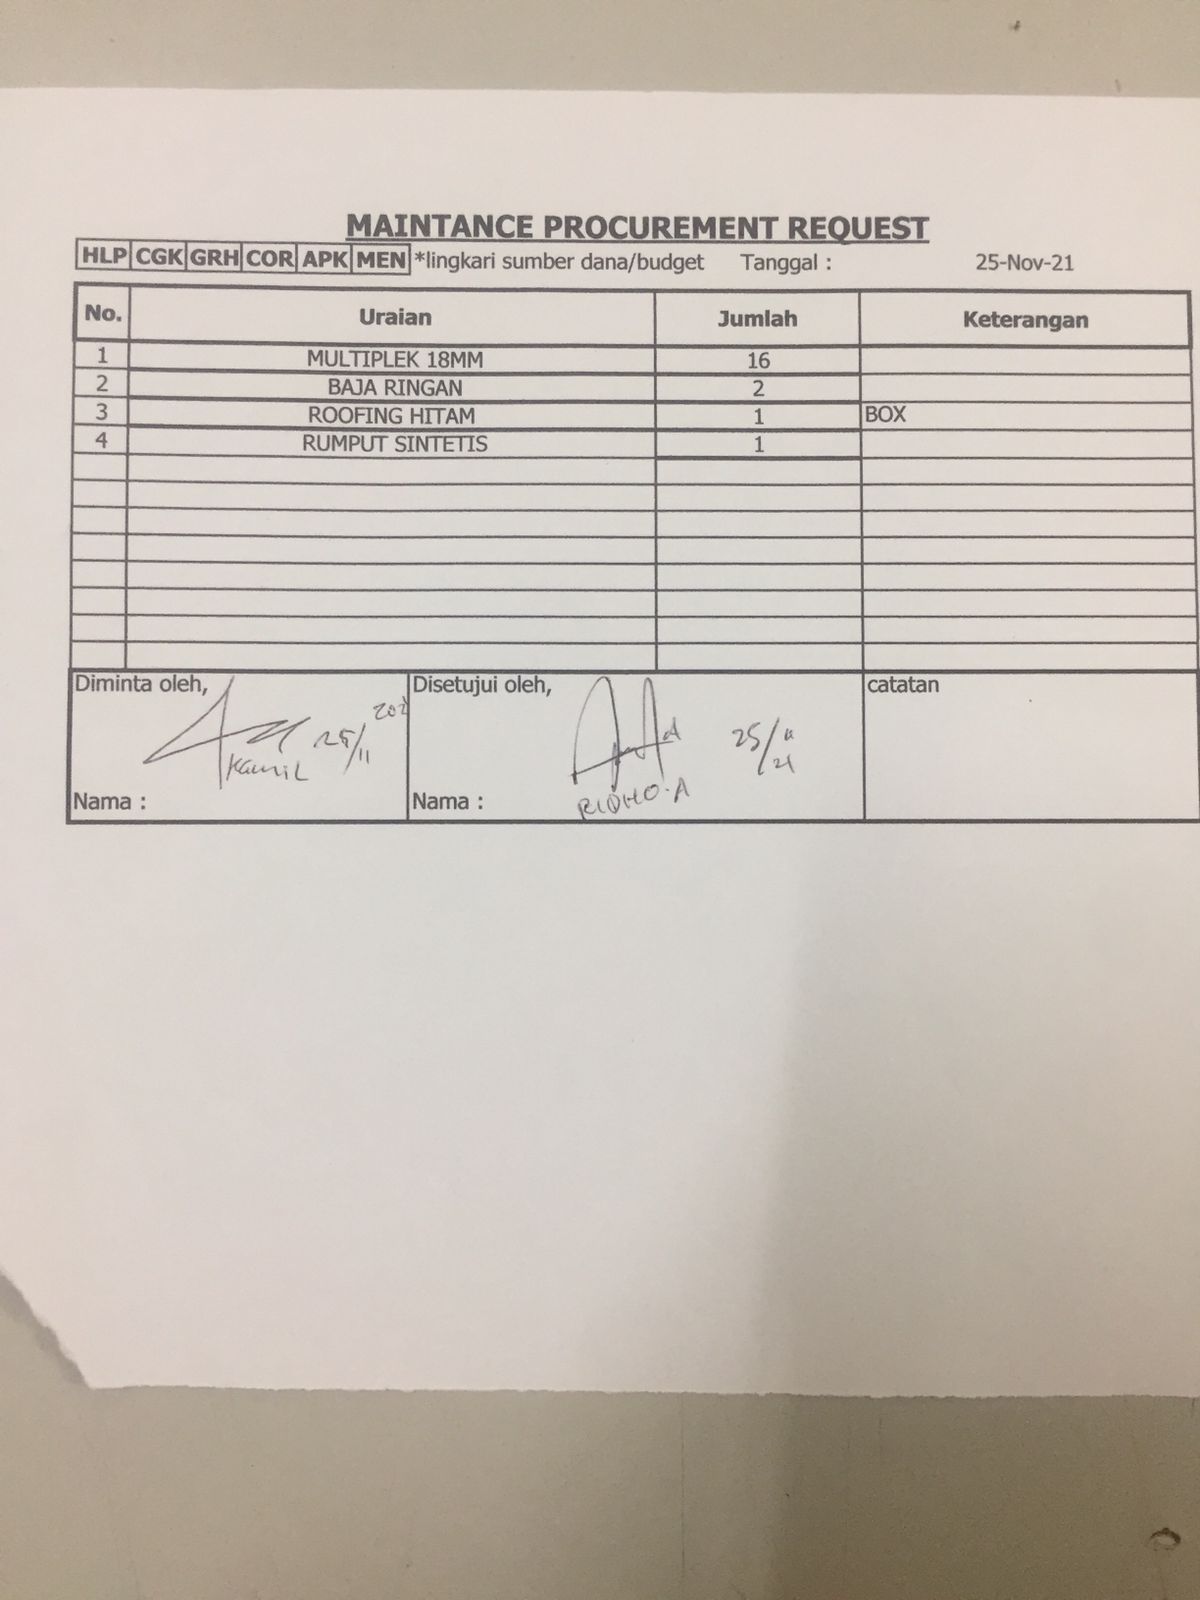 MAINTANCE PROCUREMENT REQUEST
HLP CGK GRH COR APK MEN *lingkari sumber dana/budget Tanggal : 25-Nov-21
No. Uraian Jumlah Keterangan
1 MULTIPLEK 18MM 16
2 BAJA RINGAN 2
3 ROOFING HITAM 1 BOX
4 RUMPUT SINTETIS 1
Diminta oleh, Disetujui oleh, catatan
25/11 202 25/11 21
Kamil
Nama : Nama : RIDHO.A